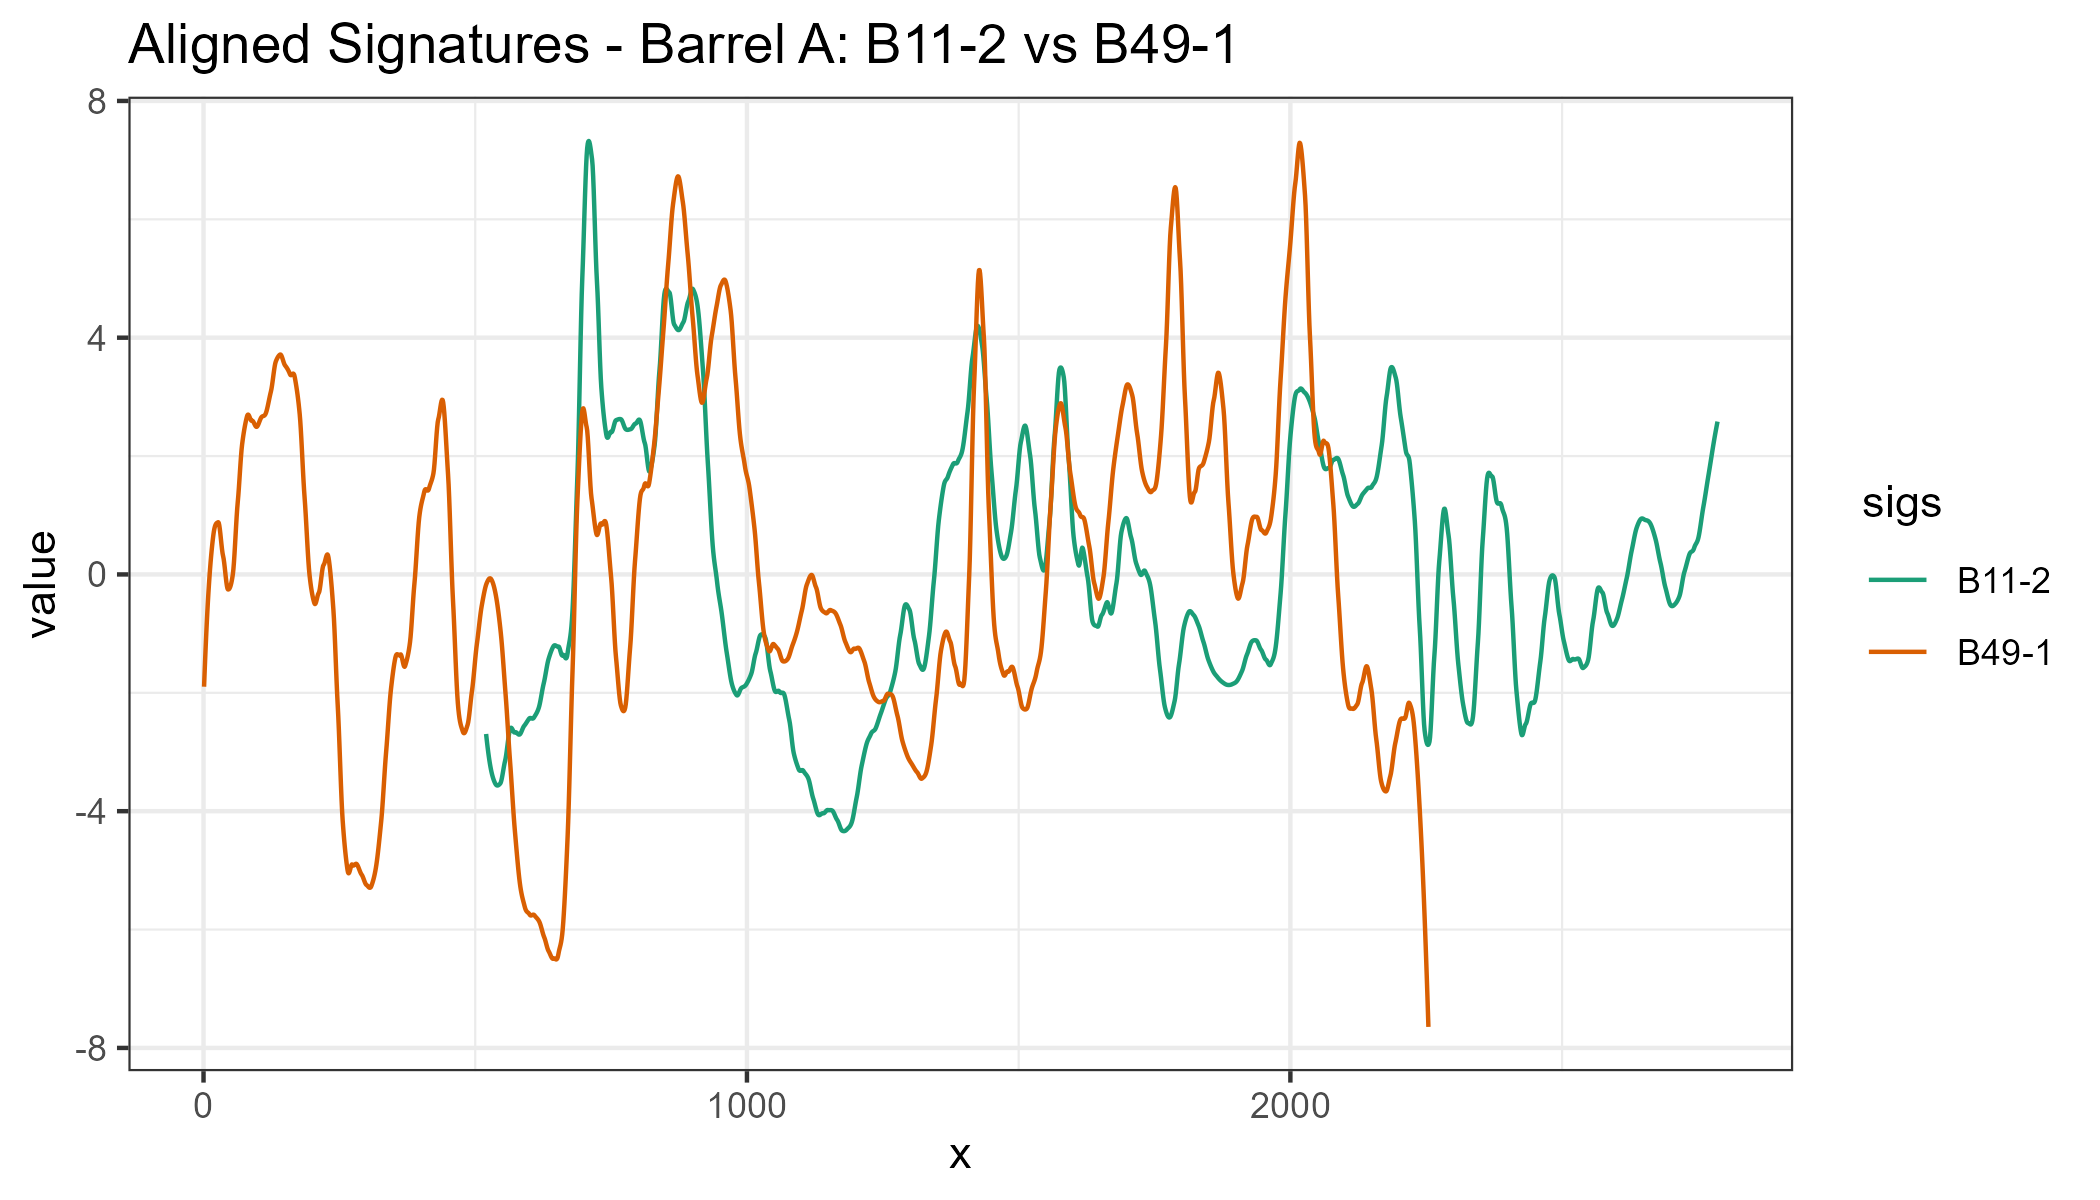 Aligned Signatures - Barrel A: B11-2 vs B49-1
8
4
0
-4
-8
value
0 1000 2000
x
sigs
B11-2
B49-1